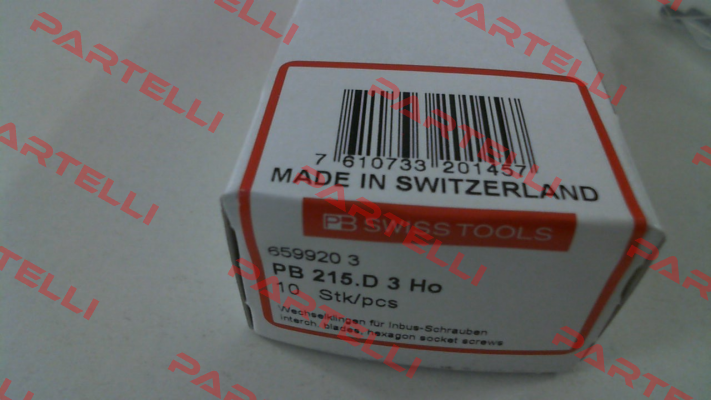 7 610733 201457
MADE IN SWITZERLAND
PB SWISS TOOLS
659920 3
PB 215.D 3 Ho
10 Stk/pcs
Wechselklingen für Inbus-Schrauben
interch. blades, hexagon socket screws
PARTELLI
PARTELLI
PARTELLI
PARTELLI
PARTELLI
PARTELLI